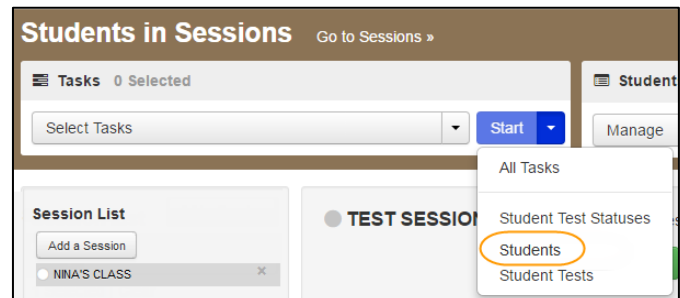 Students in Sessions Go to Sessions »
Tasks 0 Selected
Student
Select Tasks
Start
Manage
All Tasks
Student Test Statuses
Students
Student Tests
Session List
Add a Session
NINA'S CLASS ×
TEST SESSION